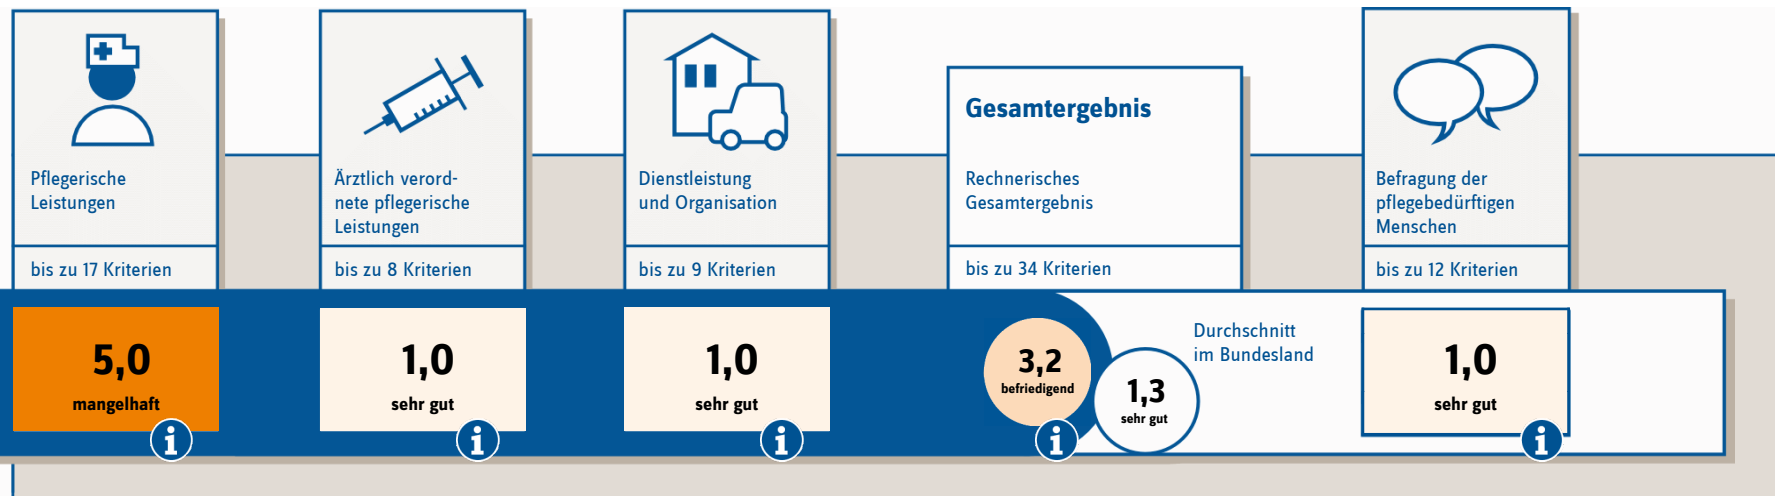 Pflegerische
Leistungen
bis zu 17 Kriterien
5,0
mangelhaft
i
Ärztlich verord-
nete pflegerische
Leistungen
bis zu 8 Kriterien
1,0
sehr gut
i
Dienstleistung
und Organisation
bis zu 9 Kriterien
1,0
sehr gut
i
Gesamtergebnis
Rechnerisches
Gesamtergebnis
bis zu 34 Kriterien
3,2
befriedigend
i
1,3
sehr gut
Durchschnitt
im Bundesland
Befragung der
pflegebedürftigen
Menschen
bis zu 12 Kriterien
1,0
sehr gut
i